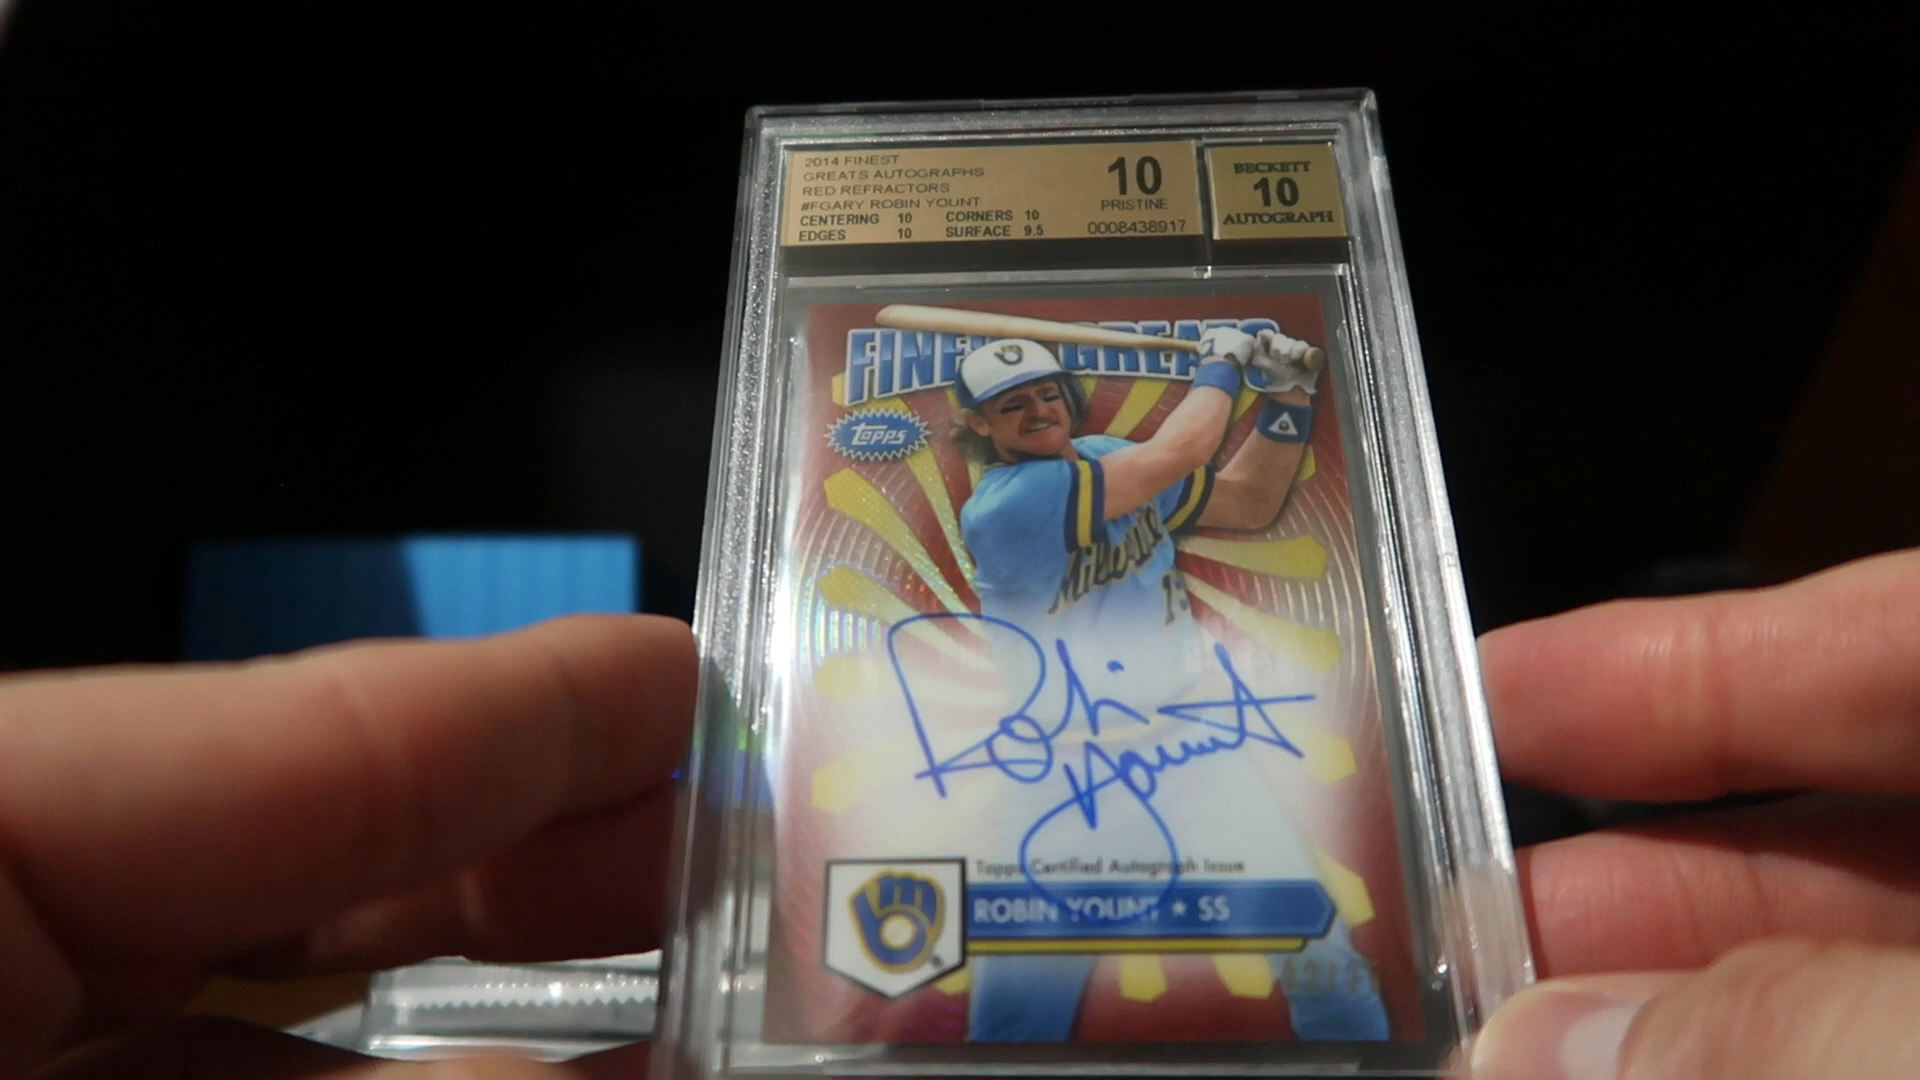 2014 FINEST
GREATS AUTOGRAPHS
RED REFRACTORS
#FGARY ROBIN YOUNT
CENTERING 10 CORNERS 10
EDGES 10 SURFACE 9.5
10
PRISTINE
0008438917
BECKETT
10
AUTOGRAPH
FINEST GREATS
Topps
Milwaukee
19
Robin
Yount
Topps Certified Autograph Issue
ROBIN YOUNT ★ SS